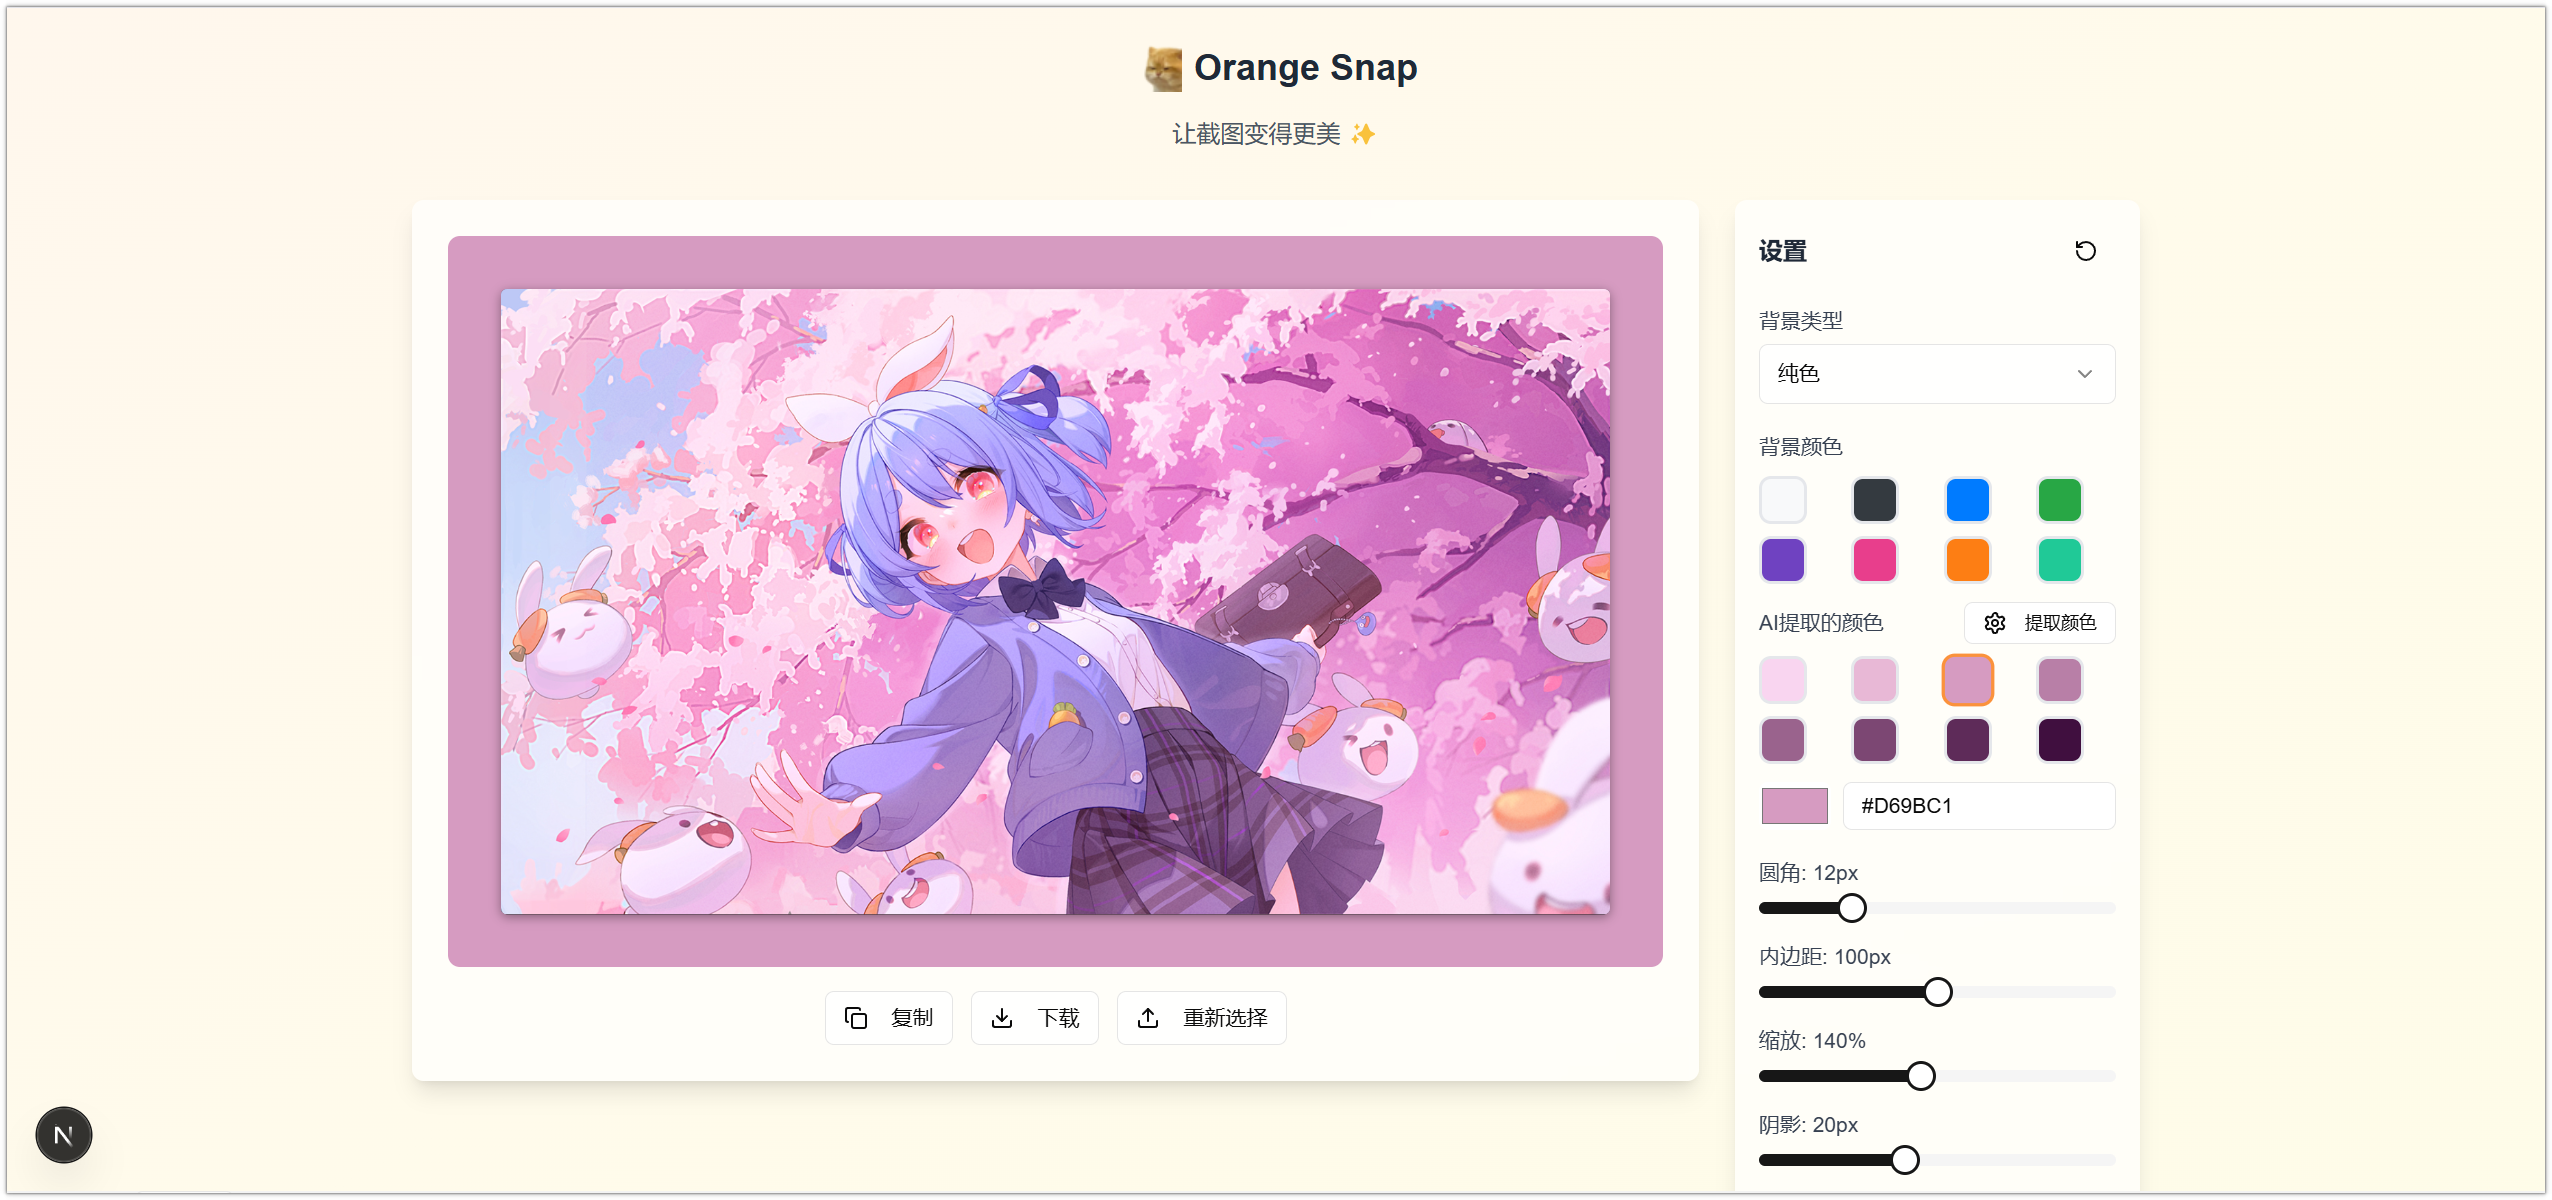 Orange Snap
让截图变得更美 ✨
设置
背景类型
纯色
背景颜色
AI提取的颜色
提取颜色
#D69BC1
圆角: 12px
内边距: 100px
缩放: 140%
阴影: 20px
复制
下载
重新选择
N